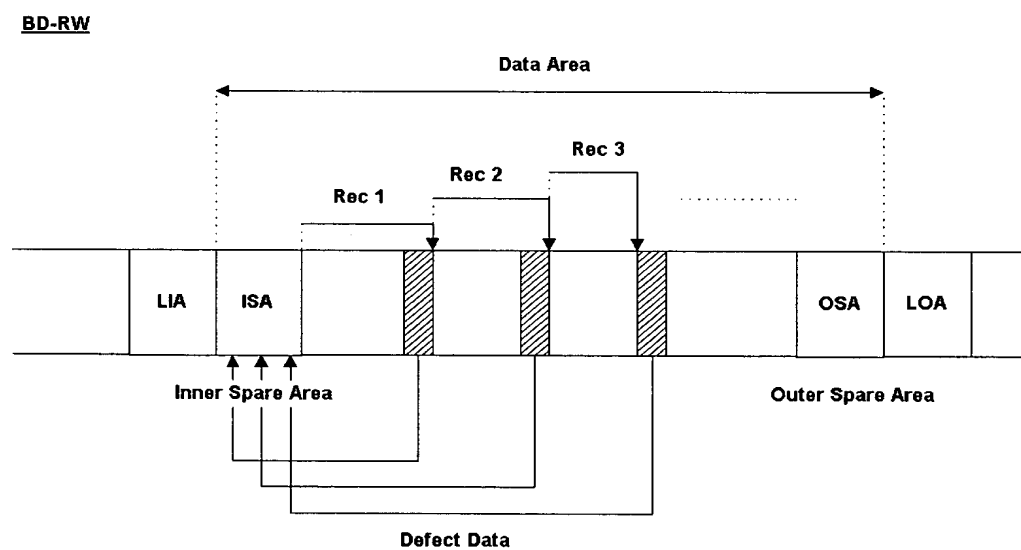 BD-RW
Data Area
Rec 1
Rec 2
Rec 3
LIA
ISA
OSA
LOA
Inner Spare Area
Outer Spare Area
Defect Data